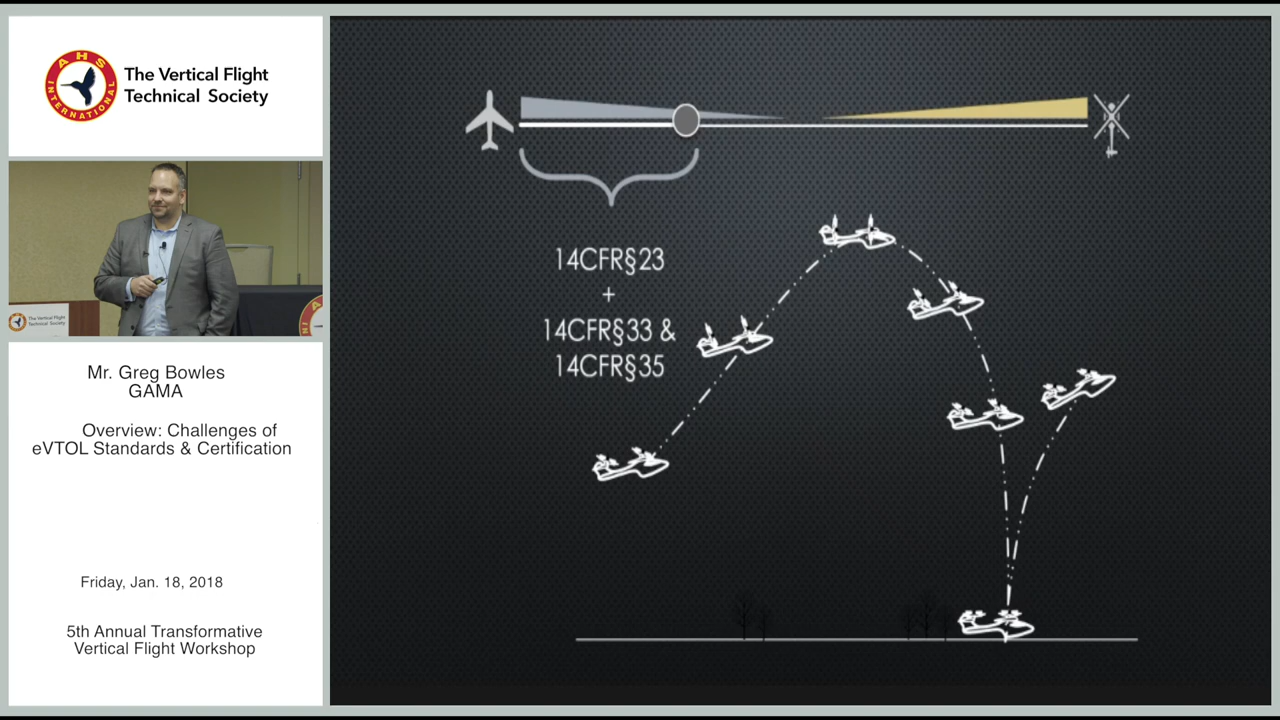 AHS
INTERNATIONAL
The Vertical Flight
Technical Society
The Vertical Flight
Technical Society
Mr. Greg Bowles
GAMA
Overview: Challenges of
eVTOL Standards & Certification
Friday, Jan. 18, 2018
5th Annual Transformative
Vertical Flight Workshop
14CFR§23
+
14CFR§33 &
14CFR§35